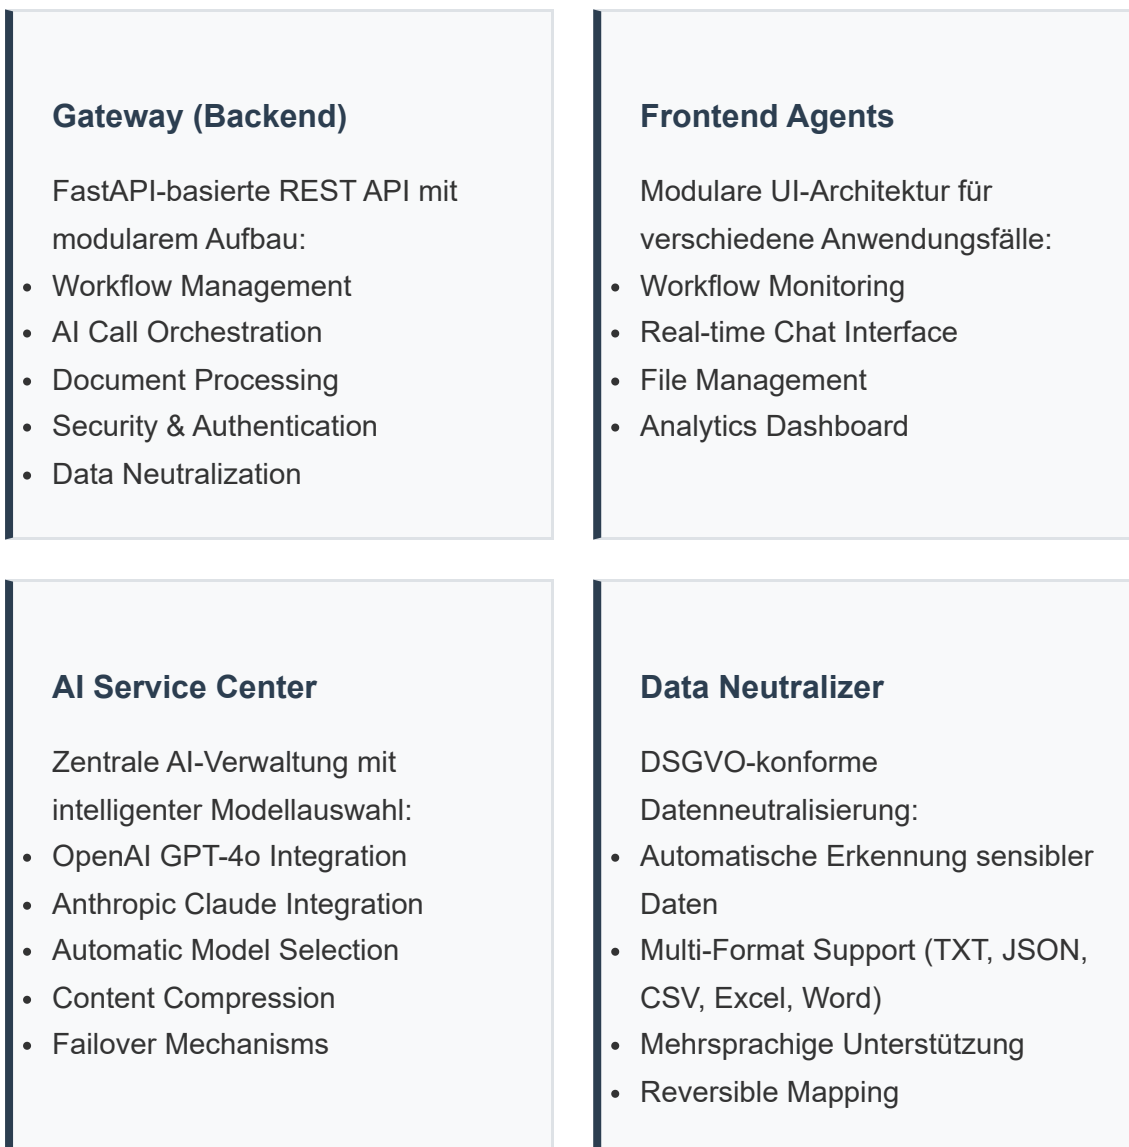 Gateway (Backend)
FastAPI-basierte REST API mit
modularem Aufbau:
• Workflow Management
• AI Call Orchestration
• Document Processing
• Security & Authentication
• Data Neutralization
Frontend Agents
Modulare UI-Architektur für
verschiedene Anwendungsfälle:
• Workflow Monitoring
• Real-time Chat Interface
• File Management
• Analytics Dashboard
AI Service Center
Zentrale AI-Verwaltung mit
intelligenter Modellauswahl:
• OpenAI GPT-4o Integration
• Anthropic Claude Integration
• Automatic Model Selection
• Content Compression
• Failover Mechanisms
Data Neutralizer
DSGVO-konforme
Datenneutralisierung:
• Automatische Erkennung sensibler
Daten
• Multi-Format Support (TXT, JSON,
CSV, Excel, Word)
• Mehrsprachige Unterstützung
• Reversible Mapping